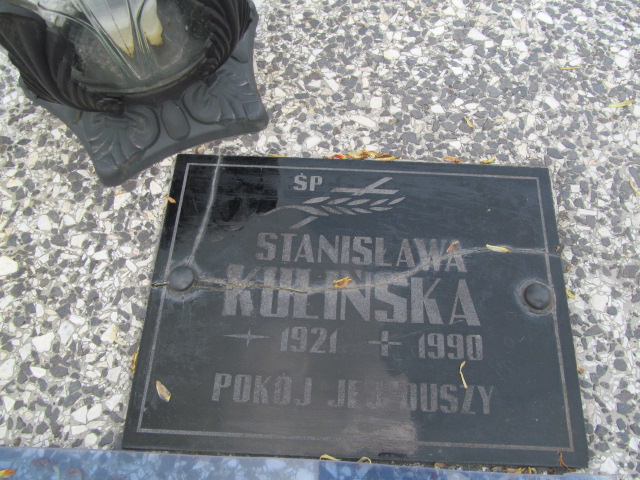 ŚP
STANISŁAWA
KULIŃSKA
1921 1990
POKÓJ JEJ DUSZY